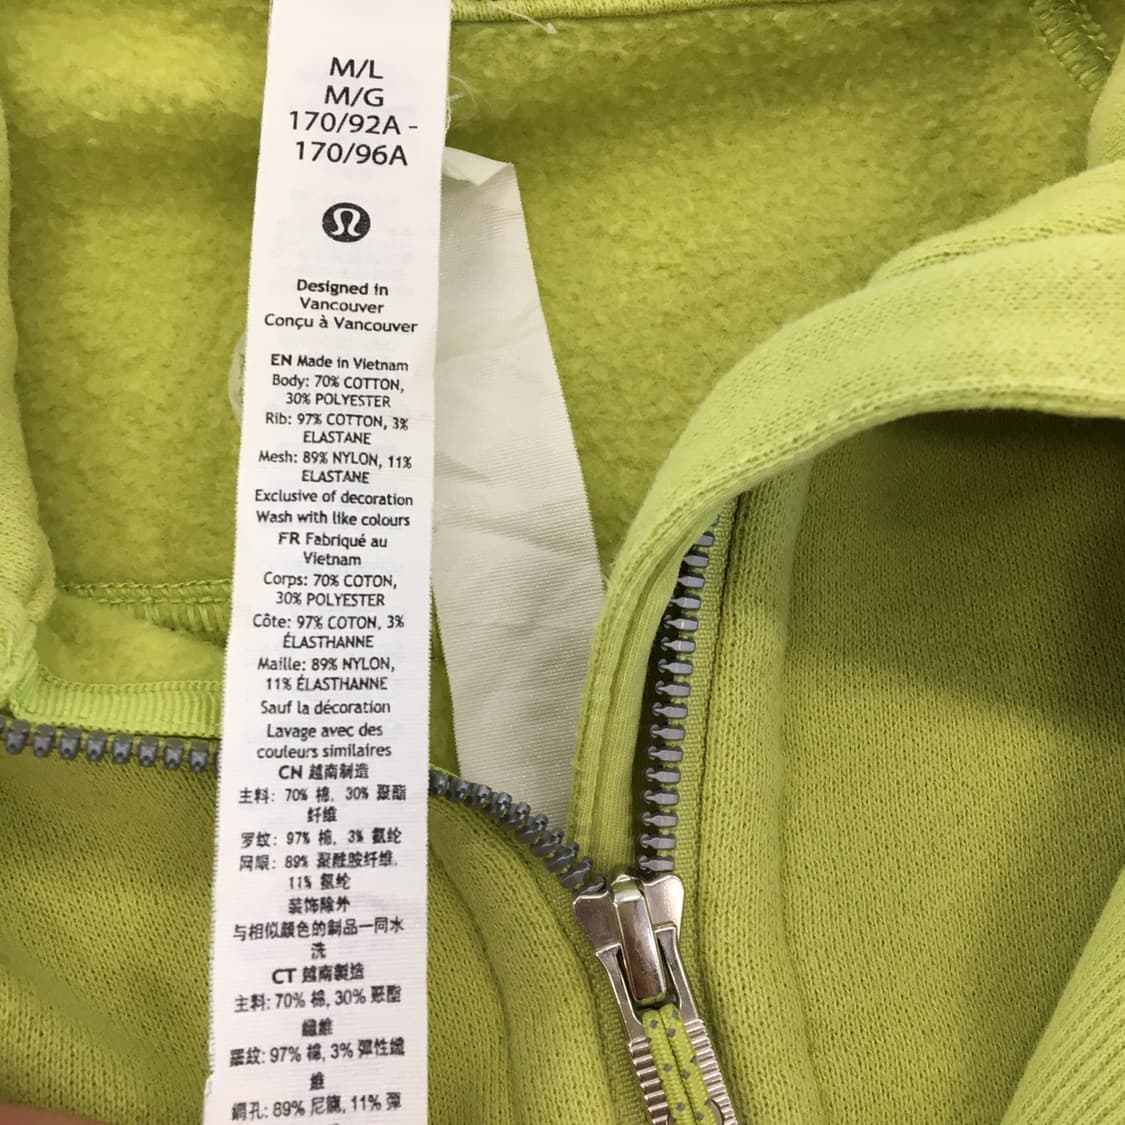 M/L
M/G
170/92A -
170/96A
Designed in
Vancouver
Conçu à Vancouver
EN Made in Vietnam
Body: 70% COTTON,
30% POLYESTER
Rib: 97% COTTON, 3%
ELASTANE
Mesh: 89% NYLON, 11%
ELASTANE
Exclusive of decoration
Wash with like colours
FR Fabriqué au
Vietnam
Corps: 70% COTON,
30% POLYESTER
Côte: 97% COTON, 3%
ÉLASTHANNE
Maille: 89% NYLON,
11% ÉLASTHANNE
Sauf la décoration
Lavage avec des
couleurs similaires
CN 越南制造
主料: 70% 棉, 30% 聚酯
纤维
罗纹: 97% 棉, 3% 氨纶
网眼: 89% 聚酰胺纤维,
11% 氨纶
装饰除外
与相似颜色的制品一同水
洗
CT 越南製造
主料: 70% 棉, 30% 聚酯
纖維
羅紋: 97% 棉, 3% 彈性纖
維
網孔: 89% 尼龍, 11% 彈